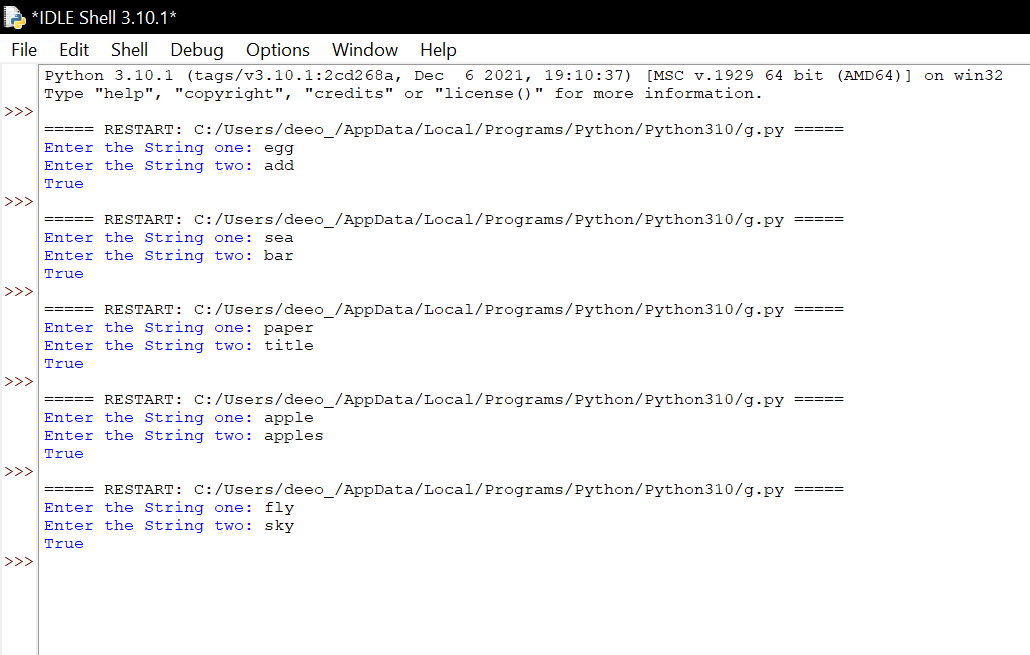 *IDLE Shell 3.10.1*
File Edit Shell Debug Options Window Help
Python 3.10.1 (tags/v3.10.1:2cd268a, Dec  6 2021, 19:10:37) [MSC v.1929 64 bit (AMD64)] on win32
Type "help", "copyright", "credits" or "license()" for more information.
>>>
===== RESTART: C:/Users/deeo_/AppData/Local/Programs/Python/Python310/g.py =====
Enter the String one: egg
Enter the String two: add
True
>>>
===== RESTART: C:/Users/deeo_/AppData/Local/Programs/Python/Python310/g.py =====
Enter the String one: sea
Enter the String two: bar
True
>>>
===== RESTART: C:/Users/deeo_/AppData/Local/Programs/Python/Python310/g.py =====
Enter the String one: paper
Enter the String two: title
True
>>>
===== RESTART: C:/Users/deeo_/AppData/Local/Programs/Python/Python310/g.py =====
Enter the String one: apple
Enter the String two: apples
True
>>>
===== RESTART: C:/Users/deeo_/AppData/Local/Programs/Python/Python310/g.py =====
Enter the String one: fly
Enter the String two: sky
True
>>>